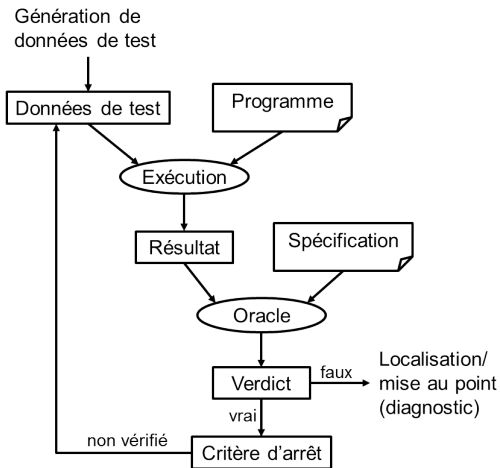 Génération de
données de test
Données de test
Programme
Exécution
Résultat
Spécification
Oracle
Verdict
faux
Localisation/
mise au point
(diagnostic)
vrai
non vérifié
Critère d'arrêt